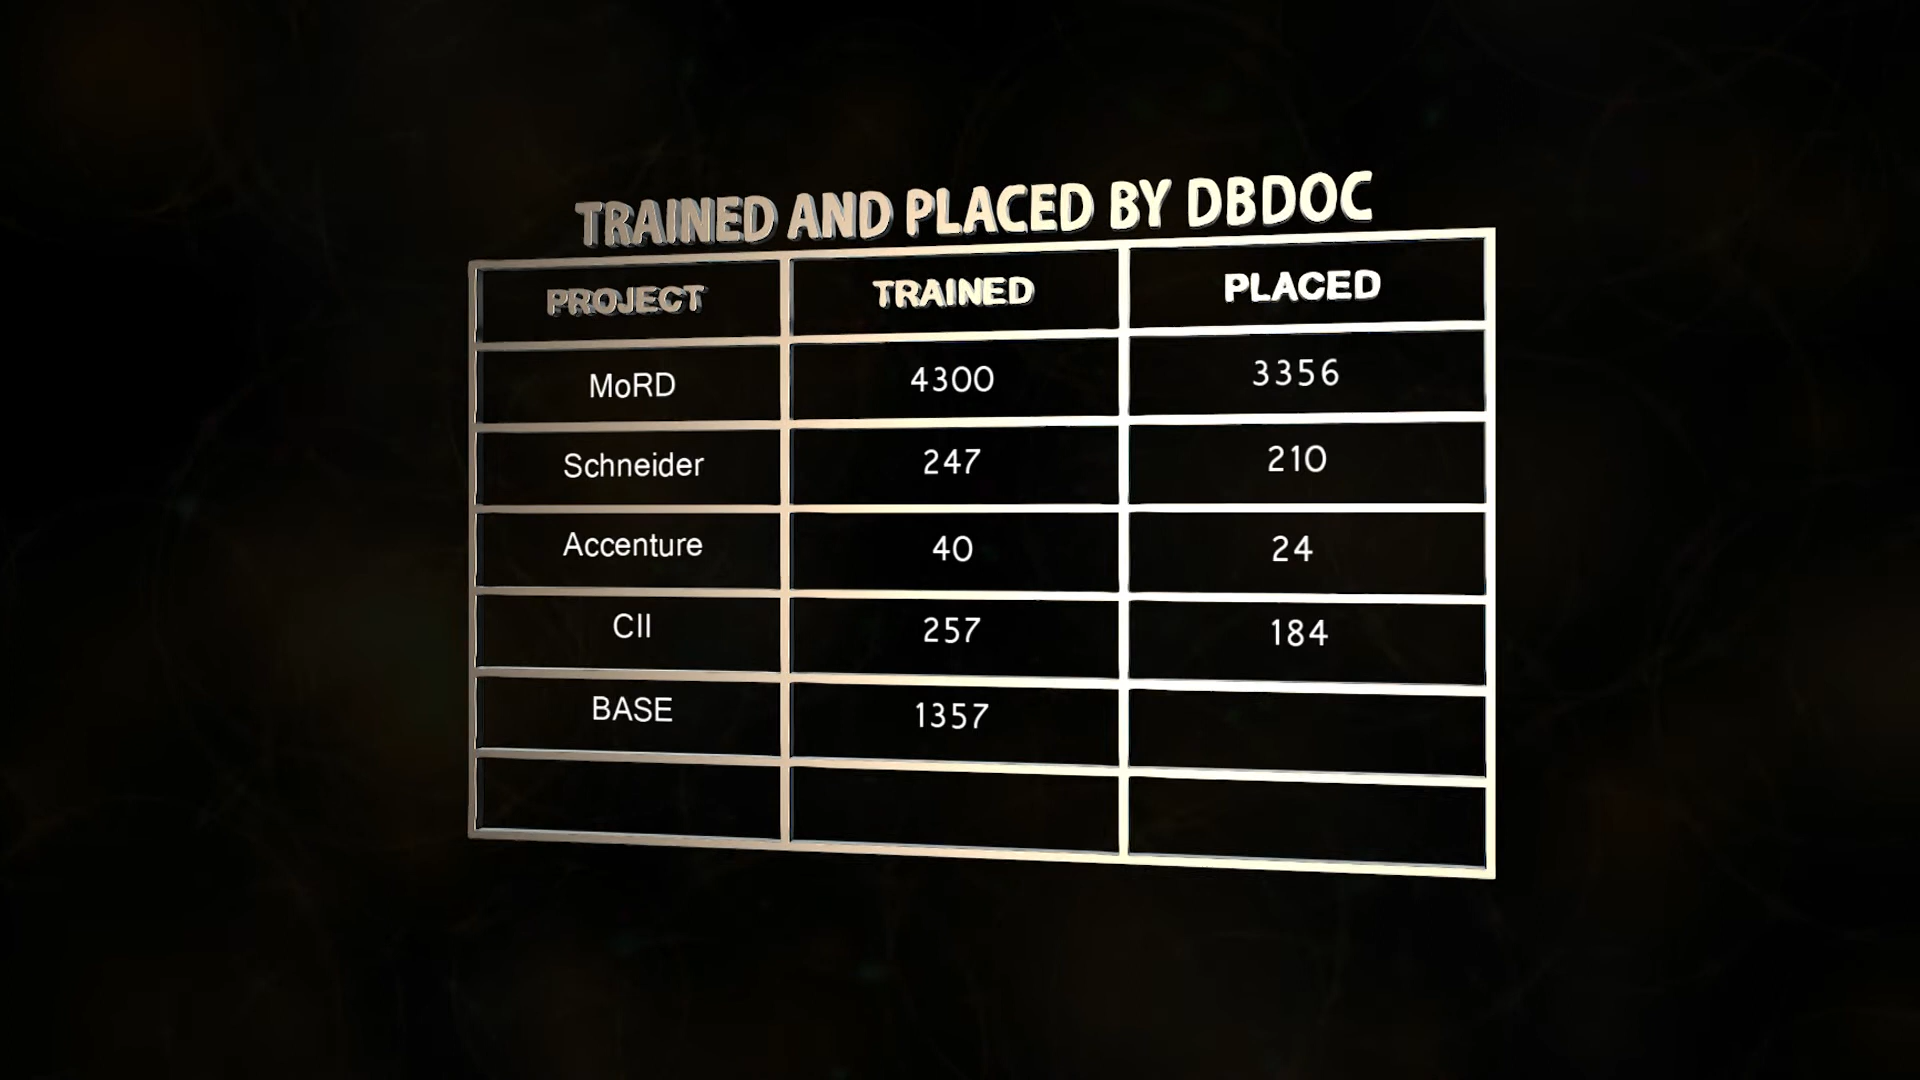 TRAINED AND PLACED BY DBDOC
PROJECT TRAINED PLACED
MoRD 4300 3356
Schneider 247 210
Accenture 40 24
CII 257 184
BASE 1357